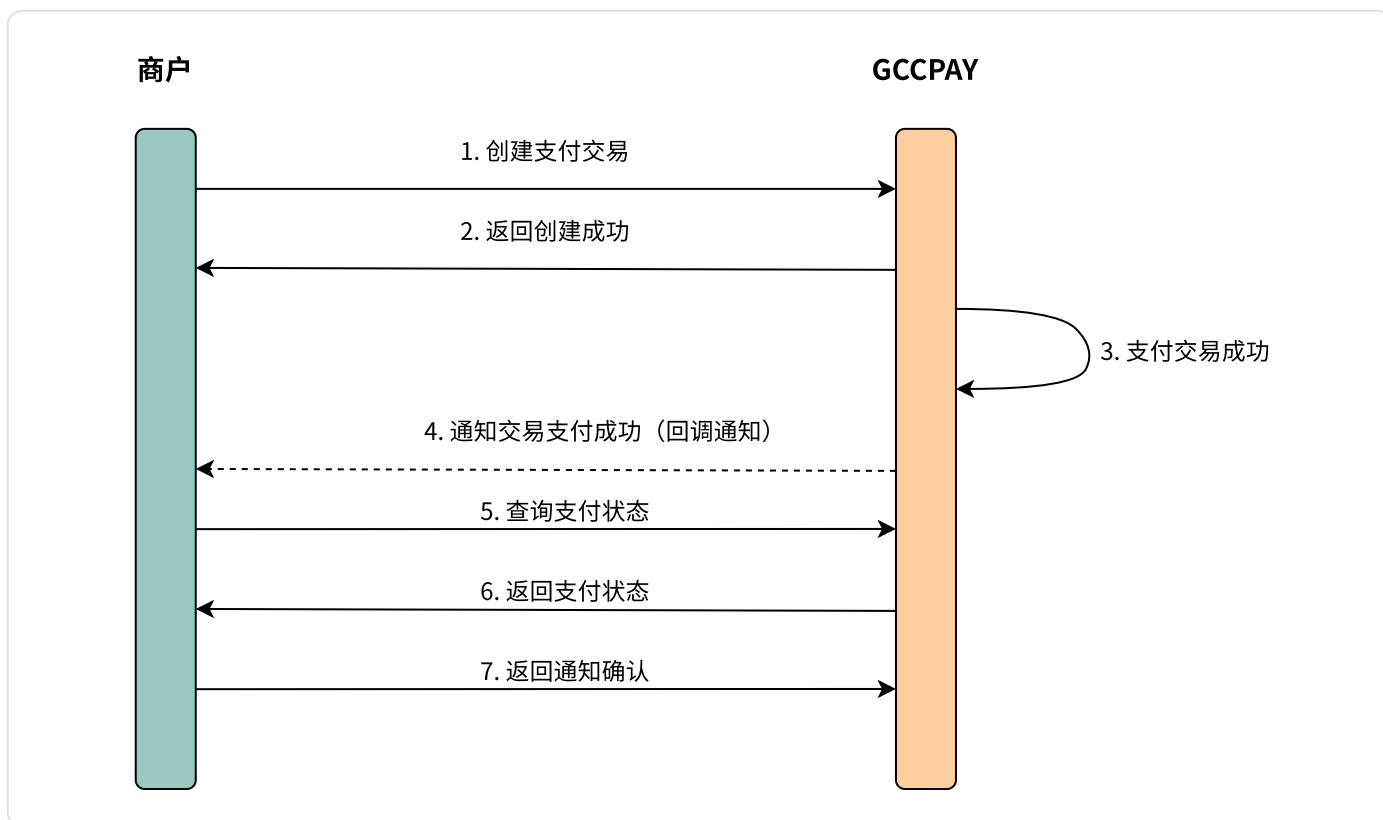 商户
GCCPAY
1. 创建支付交易
2. 返回创建成功
3. 支付交易成功
4. 通知交易支付成功（回调通知）
5. 查询支付状态
6. 返回支付状态
7. 返回通知确认